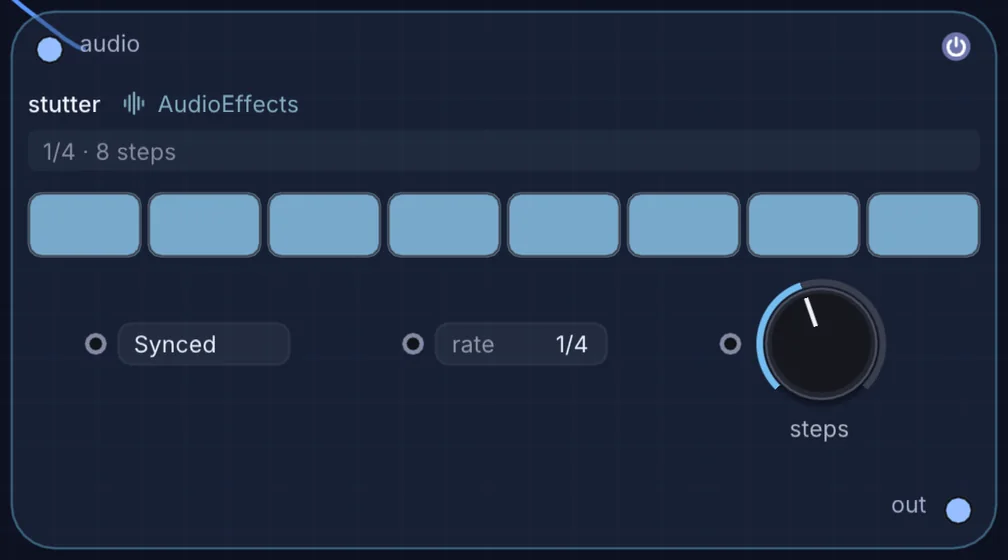 audio
stutter AudioEffects
1/4 · 8 steps
Synced
rate 1/4
steps
out